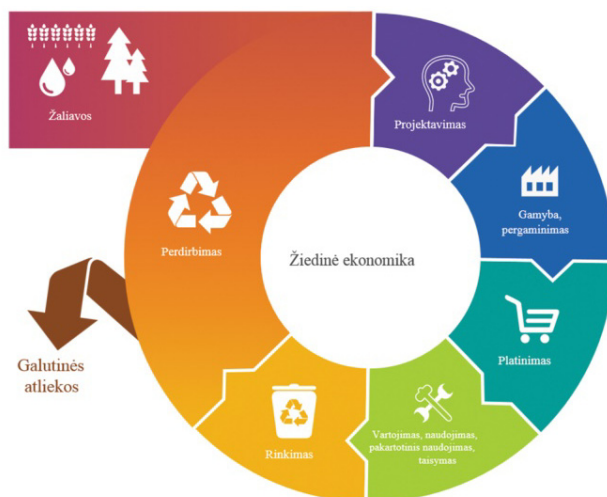 Žaliavos
Projektavimas
Gamyba,
pergaminimas
Perdirbimas
Žiedinė ekonomika
Platinimas
Galutinės
atliekos
Rinkimas
Vartojimas, naudojimas,
pakartotinis naudojimas,
taisymas